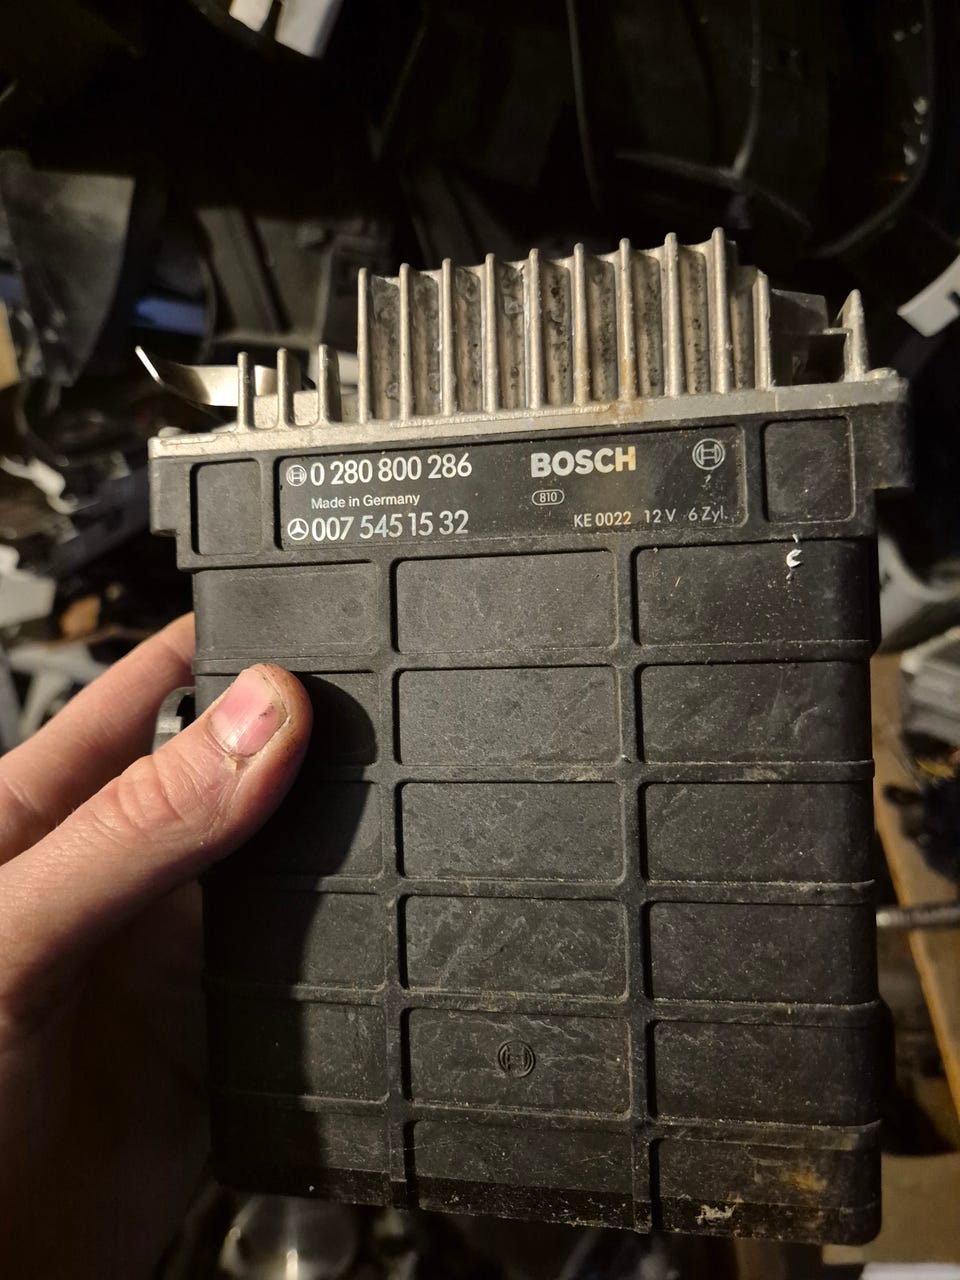 0 280 800 286
BOSCH
Made in Germany
810
007 545 15 32
KE 0022 12 V 6 Zyl.